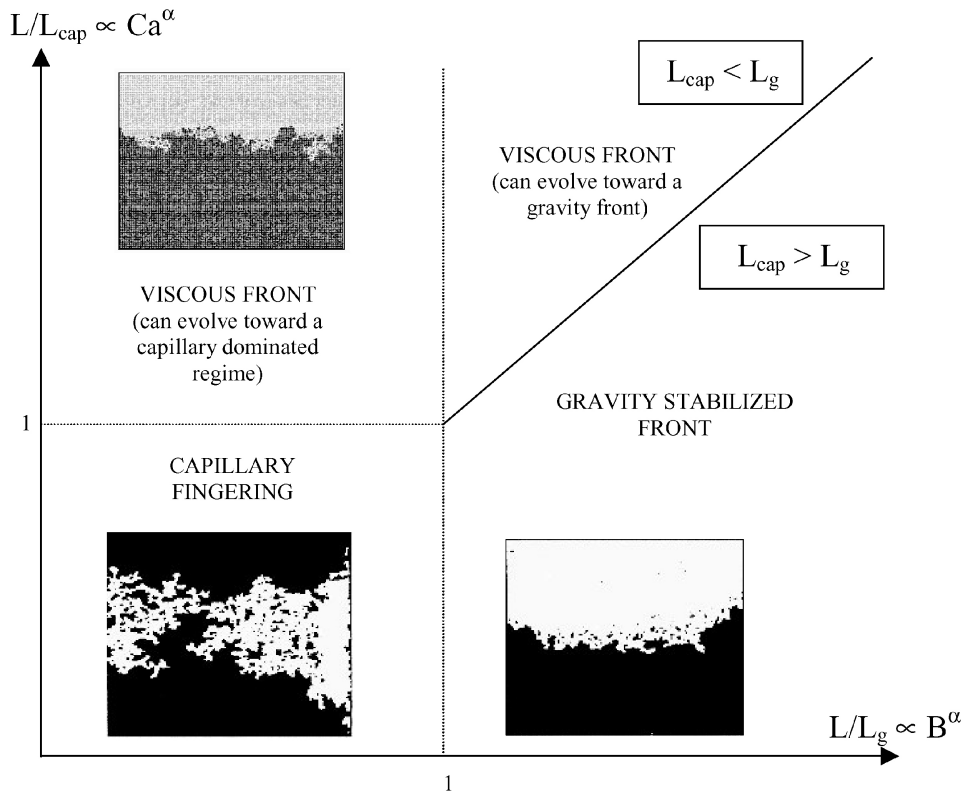 L/L_cap ∝ Ca^α
L_cap < L_g
VISCOUS FRONT
(can evolve toward a
gravity front)
L_cap > L_g
VISCOUS FRONT
(can evolve toward a
capillary dominated
regime)
GRAVITY STABILIZED
FRONT
1
CAPILLARY
FINGERING
L/L_g ∝ B^α
1